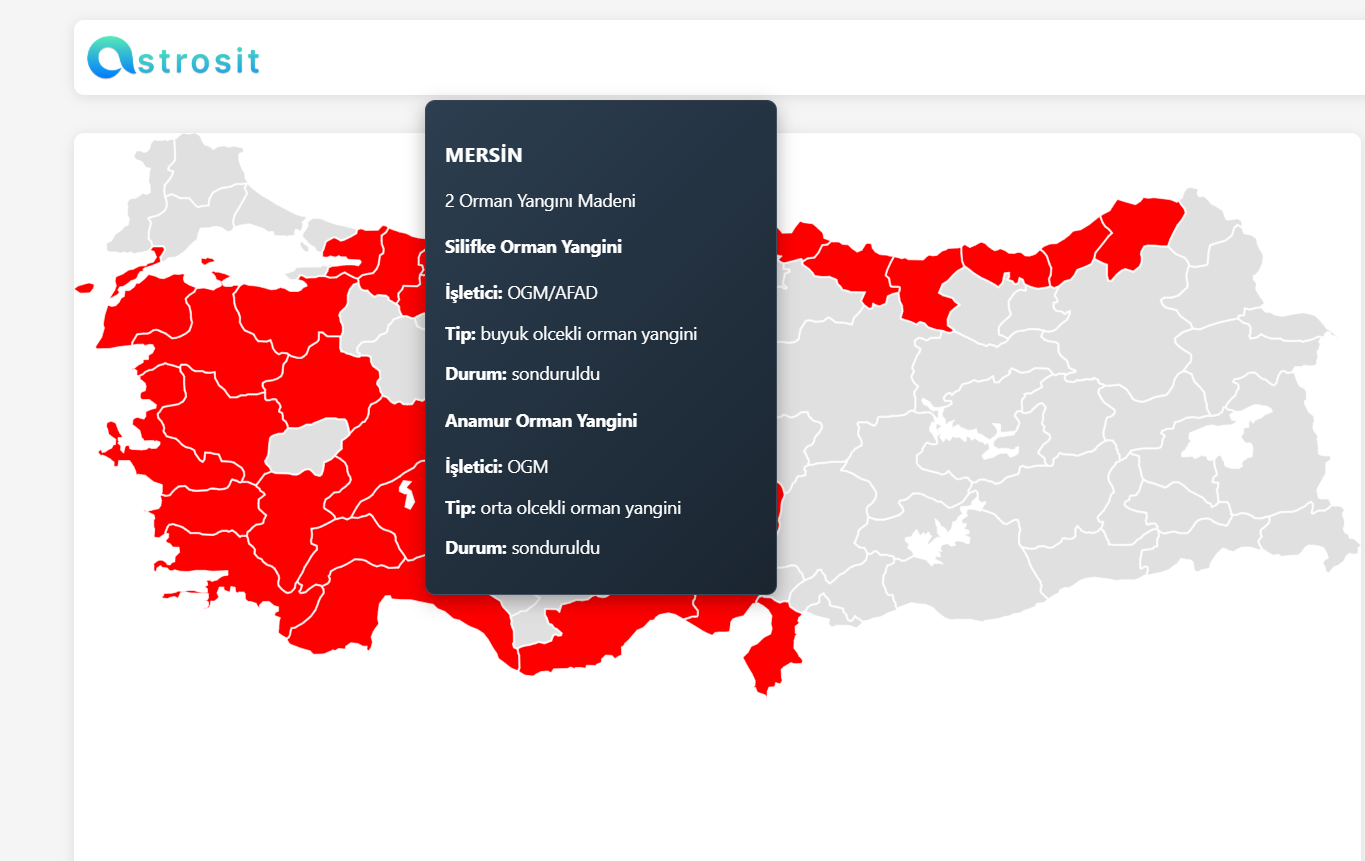 astrosit
MERSİN
2 Orman Yangını Madeni
Silifke Orman Yangini
İşletici: OGM/AFAD
Tip: buyuk olcekli orman yangini
Durum: sonduruldu
Anamur Orman Yangini
İşletici: OGM
Tip: orta olcekli orman yangini
Durum: sonduruldu